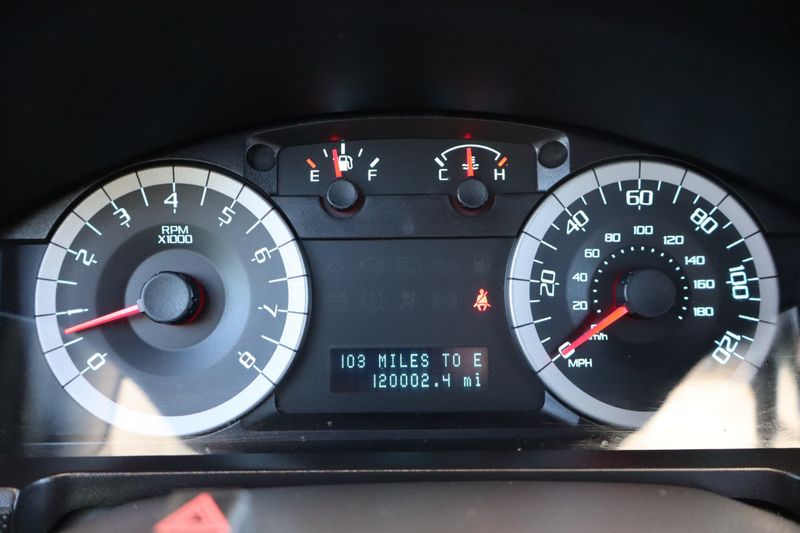 E F
C H
0 1 2 3 4 5 6 7 8
RPM
X1000
0 20 40 60 80 100 120
20 40 60 80 100 120 140 160 180
km/h
MPH
103 MILES TO E
120002.4 mi